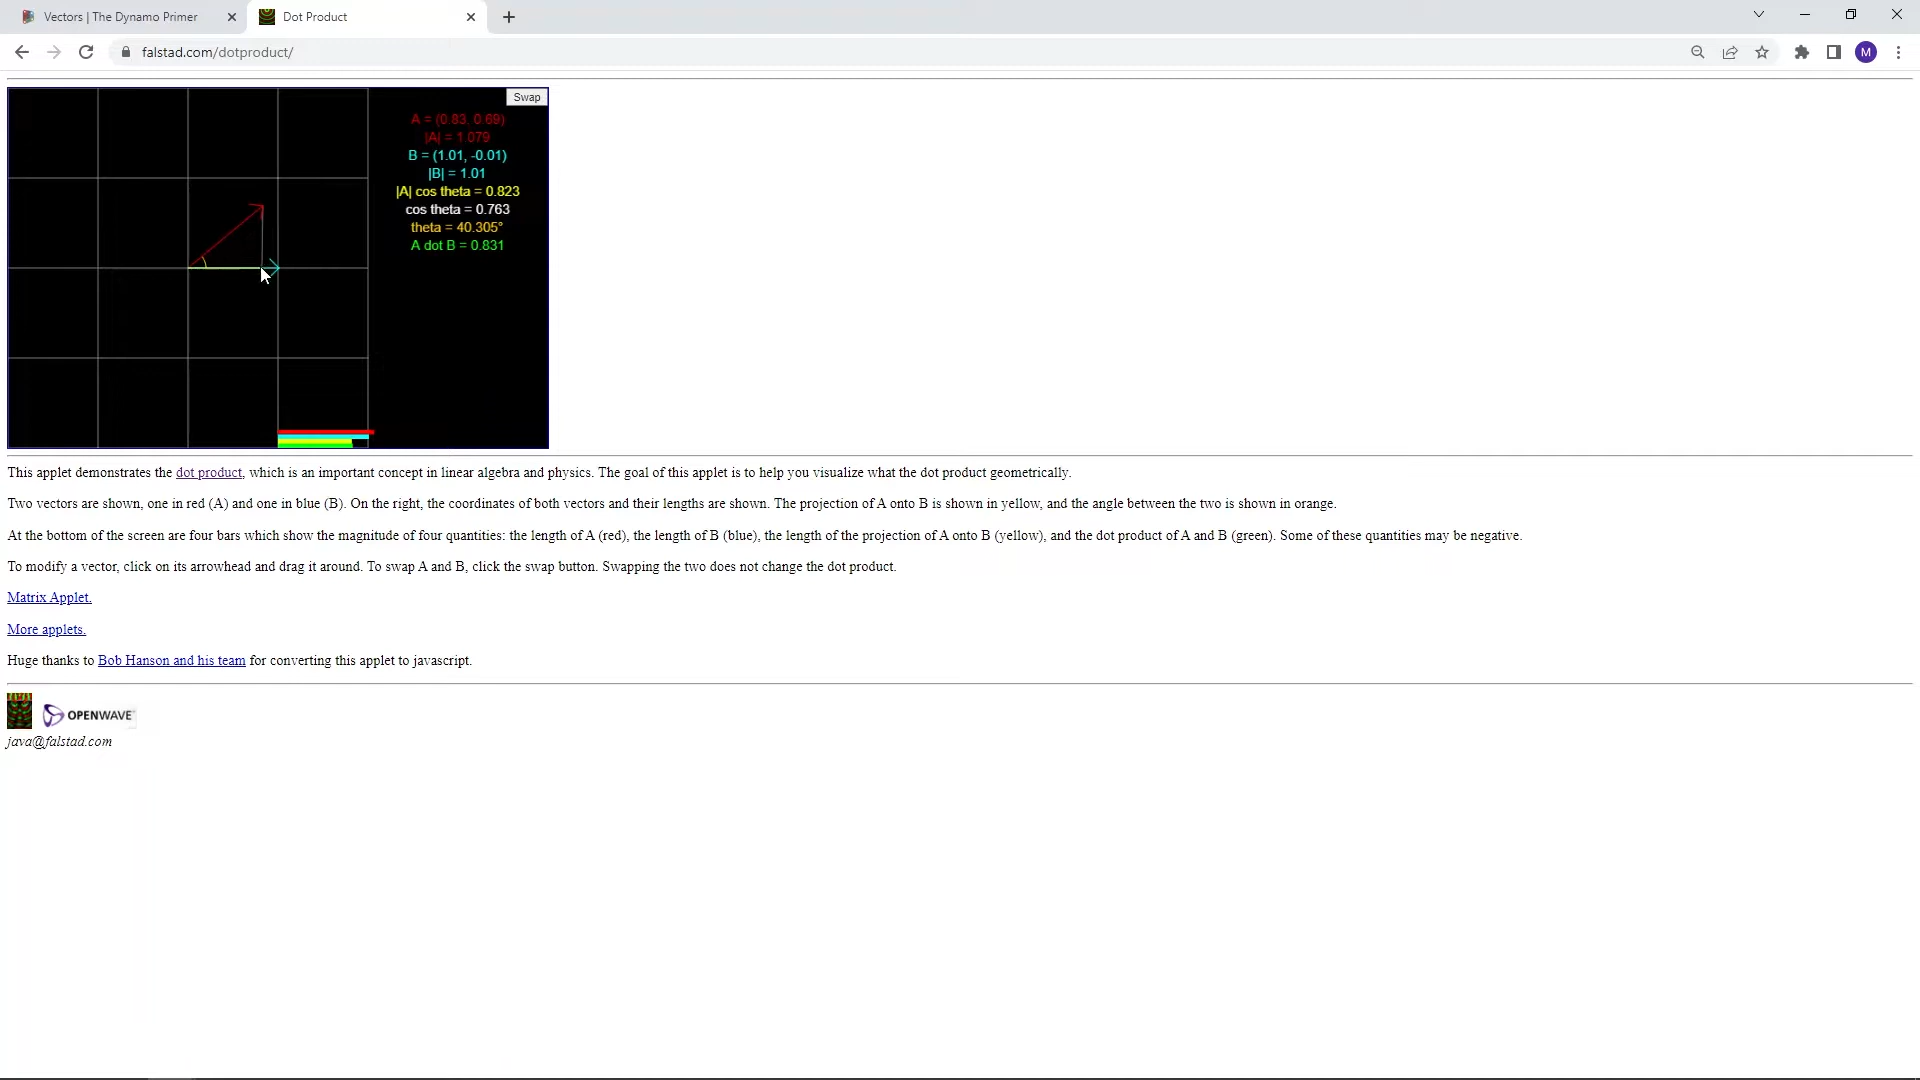 Vectors | The Dynamo Primer
Dot Product
falstad.com/dotproduct/
M
Swap
A = (0.83, 0.69)
|A| = 1.079
B = (1.01, -0.01)
|B| = 1.01
|A| cos theta = 0.823
cos theta = 0.763
theta = 40.305°
A dot B = 0.831
This applet demonstrates the dot product, which is an important concept in linear algebra and physics. The goal of this applet is to help you visualize what the dot product geometrically.
Two vectors are shown, one in red (A) and one in blue (B). On the right, the coordinates of both vectors and their lengths are shown. The projection of A onto B is shown in yellow, and the angle between the two is shown in orange.
At the bottom of the screen are four bars which show the magnitude of four quantities: the length of A (red), the length of B (blue), the length of the projection of A onto B (yellow), and the dot product of A and B (green). Some of these quantities may be negative.
To modify a vector, click on its arrowhead and drag it around. To swap A and B, click the swap button. Swapping the two does not change the dot product.
Matrix Applet.
More applets.
Huge thanks to Bob Hanson and his team for converting this applet to javascript.
OPENWAVE
java@falstad.com